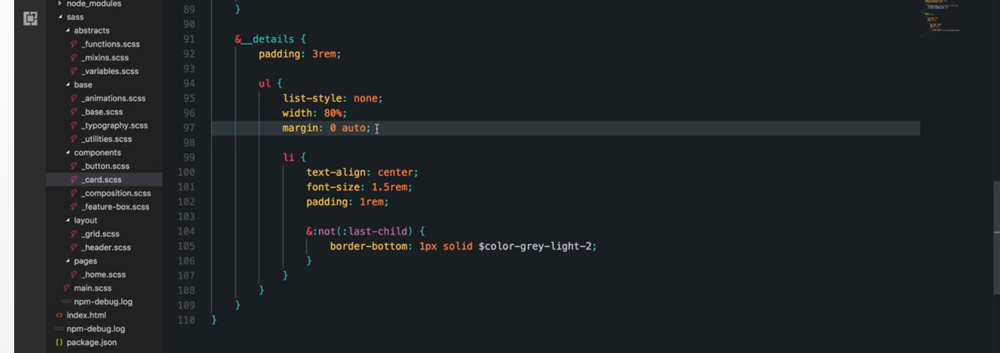 node_modules
sass
abstracts
_functions.scss
_mixins.scss
_variables.scss
base
_animations.scss
_base.scss
_typography.scss
_utilities.scss
components
_button.scss
_card.scss
_composition.scss
_feature-box.scss
layout
_grid.scss
_header.scss
pages
_home.scss
main.scss
npm-debug.log
<> index.html
npm-debug.log
{} package.json
89 }
90
91 &__details {
92 padding: 3rem;
93
94 ul {
95 list-style: none;
96 width: 80%;
97 margin: 0 auto;
98
99 li {
100 text-align: center;
101 font-size: 1.5rem;
102 padding: 1rem;
103
104 &:not(:last-child) {
105 border-bottom: 1px solid $color-grey-light-2;
106 }
107 }
108 }
109 }
110 }